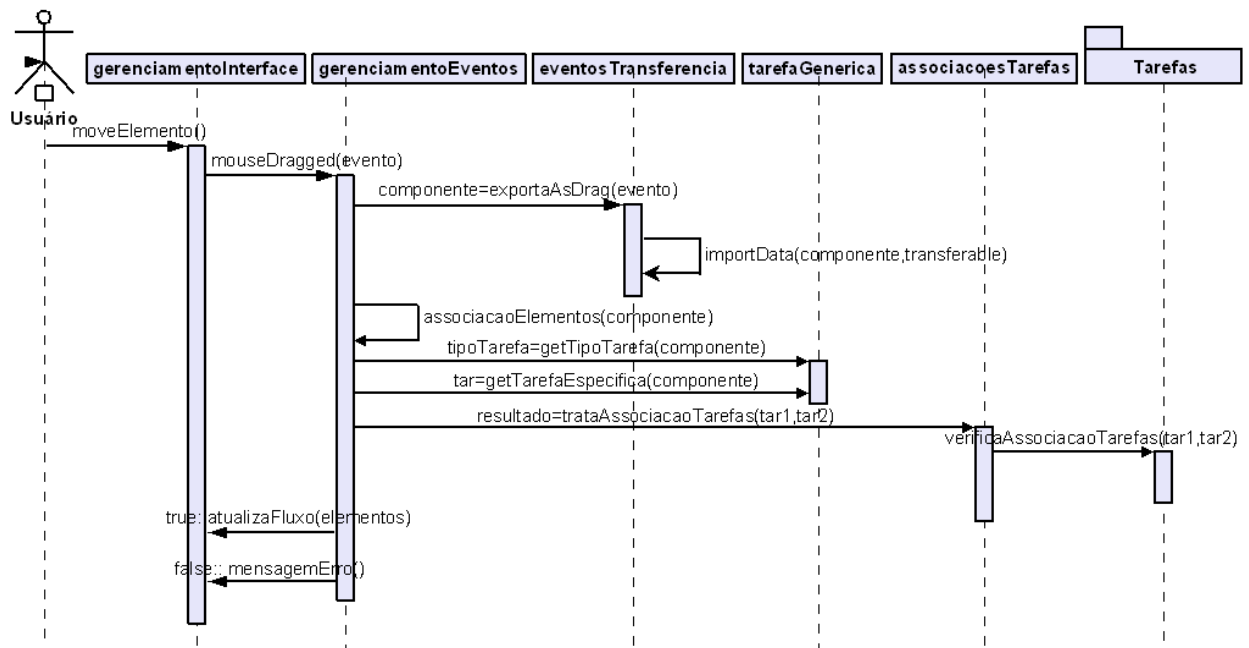 gerenciamentoInterface
gerenciamentoEventos
eventosTransferencia
tarefaGenerica
associacoesTarefas
Tarefas
Usuário
moveElemento()
mouseDragged(evento)
componente=exportaAsDrag(evento)
importData(componente,transferable)
associacaoElementos(componente)
tipoTarefa=getTipoTarefa(componente)
tar=getTarefaEspecifica(componente)
resultado=trataAssociacaoTarefas(tar1,tar2)
verificaAssociacaoTarefas(tar1,tar2)
true:.atualizaFluxo(elementos)
false:: mensagemErro()